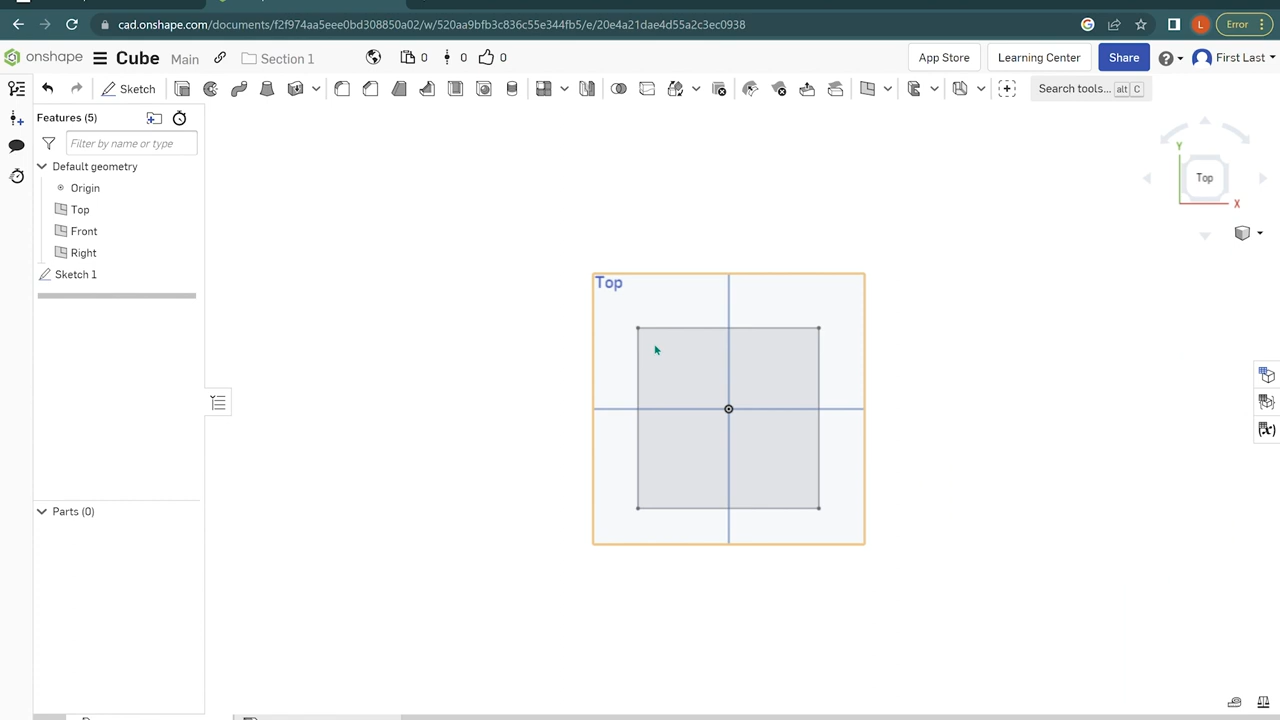 cad.onshape.com/documents/f2f974aa5eee0bd308850a02/w/520aa9bfb3c836c55e344fb5/e/20e4a21dae4d55a2c3ec0938
L
Error
onshape
Cube
Main
Section 1
0
0
0
App Store
Learning Center
Share
First Last
Sketch
Search tools... alt C
Features (5)
Filter by name or type
Default geometry
Origin
Top
Front
Right
Sketch 1
Parts (0)
Top
Y
Top
X
(x)